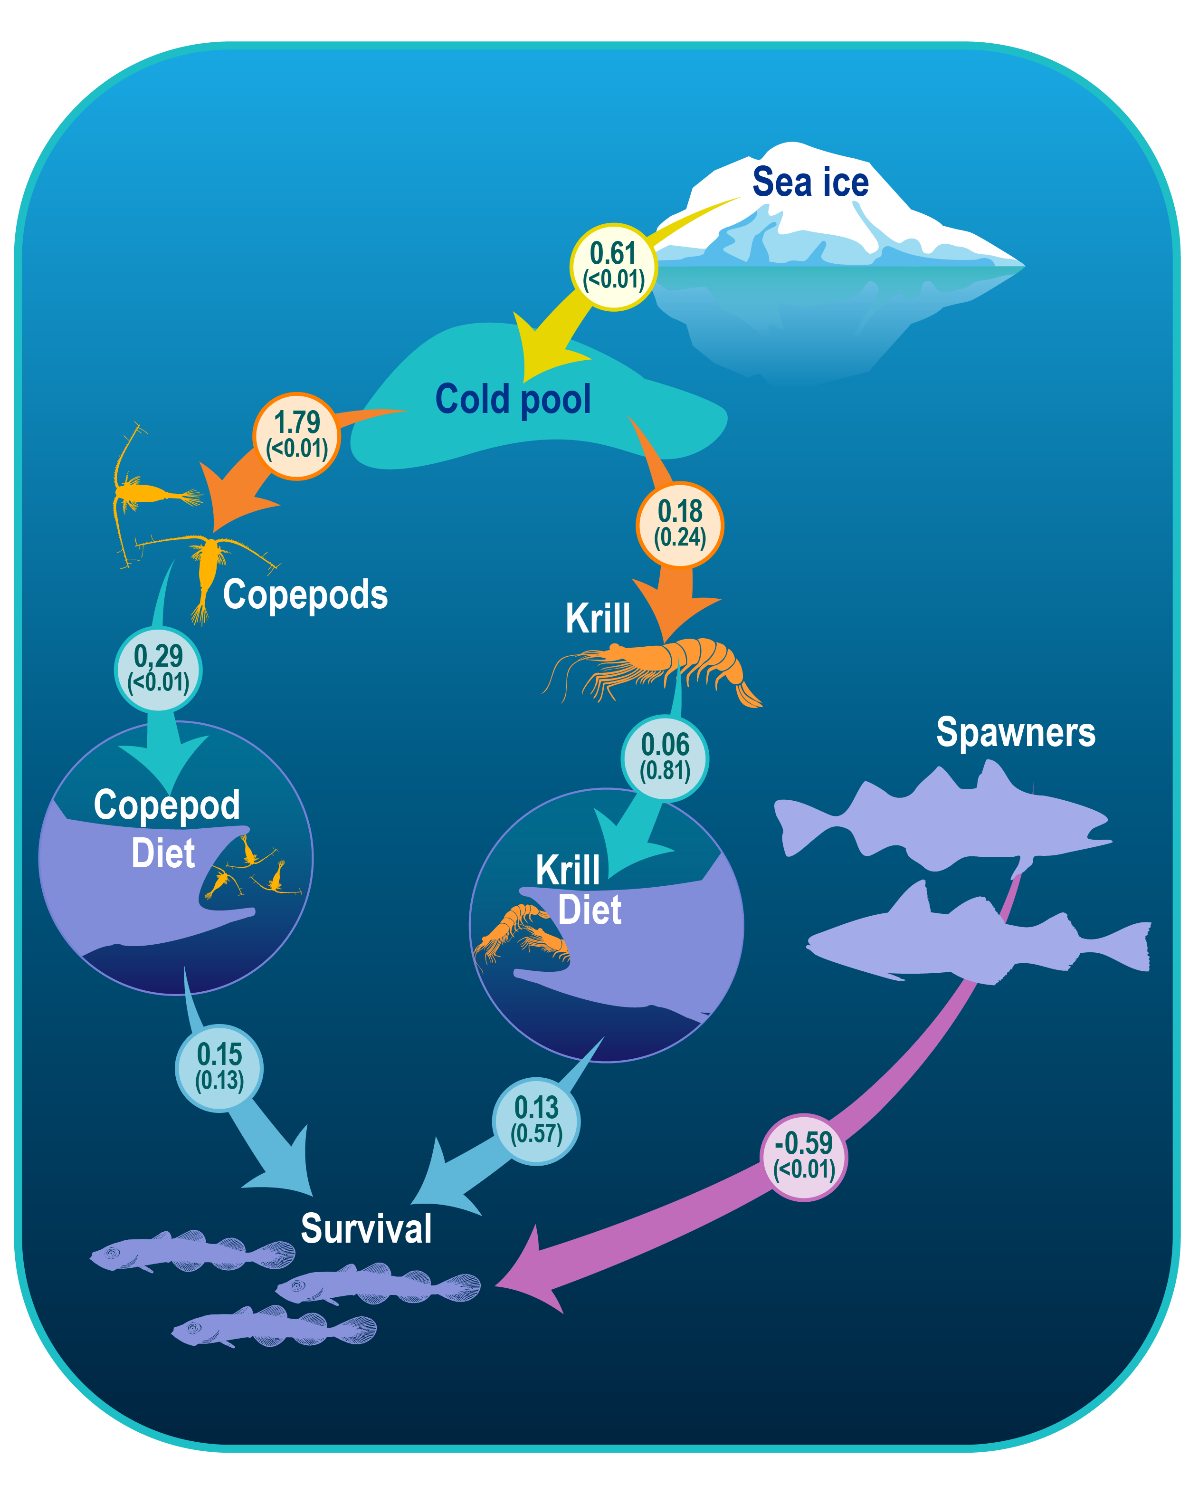 Sea ice
0.61
(<0.01)
Cold pool
1.79
(<0.01)
0.18
(0.24)
Copepods
Krill
0,29
(<0.01)
0.06
(0.81)
Spawners
Copepod
Diet
Krill
Diet
0.15
(0.13)
0.13
(0.57)
-0.59
(<0.01)
Survival